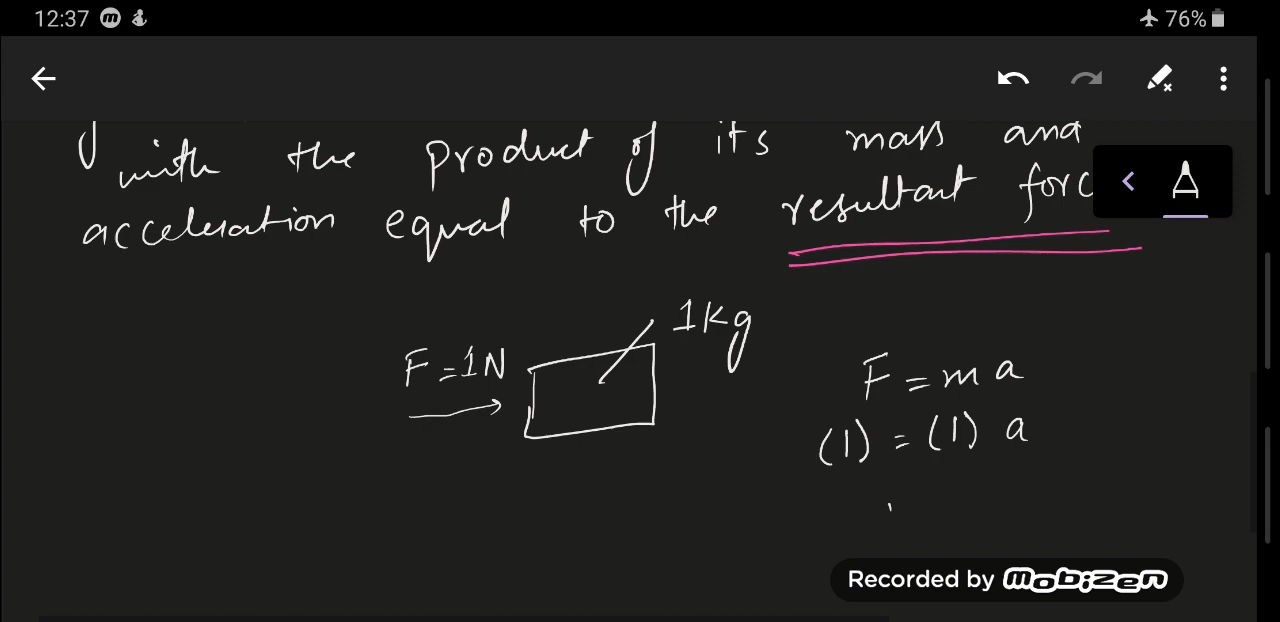 12:37
76%
with the product of its mass and
acceleration equal to the resultant forc
1kg
F=1N
F=ma
(1)=(1) a
Recorded by mobizen